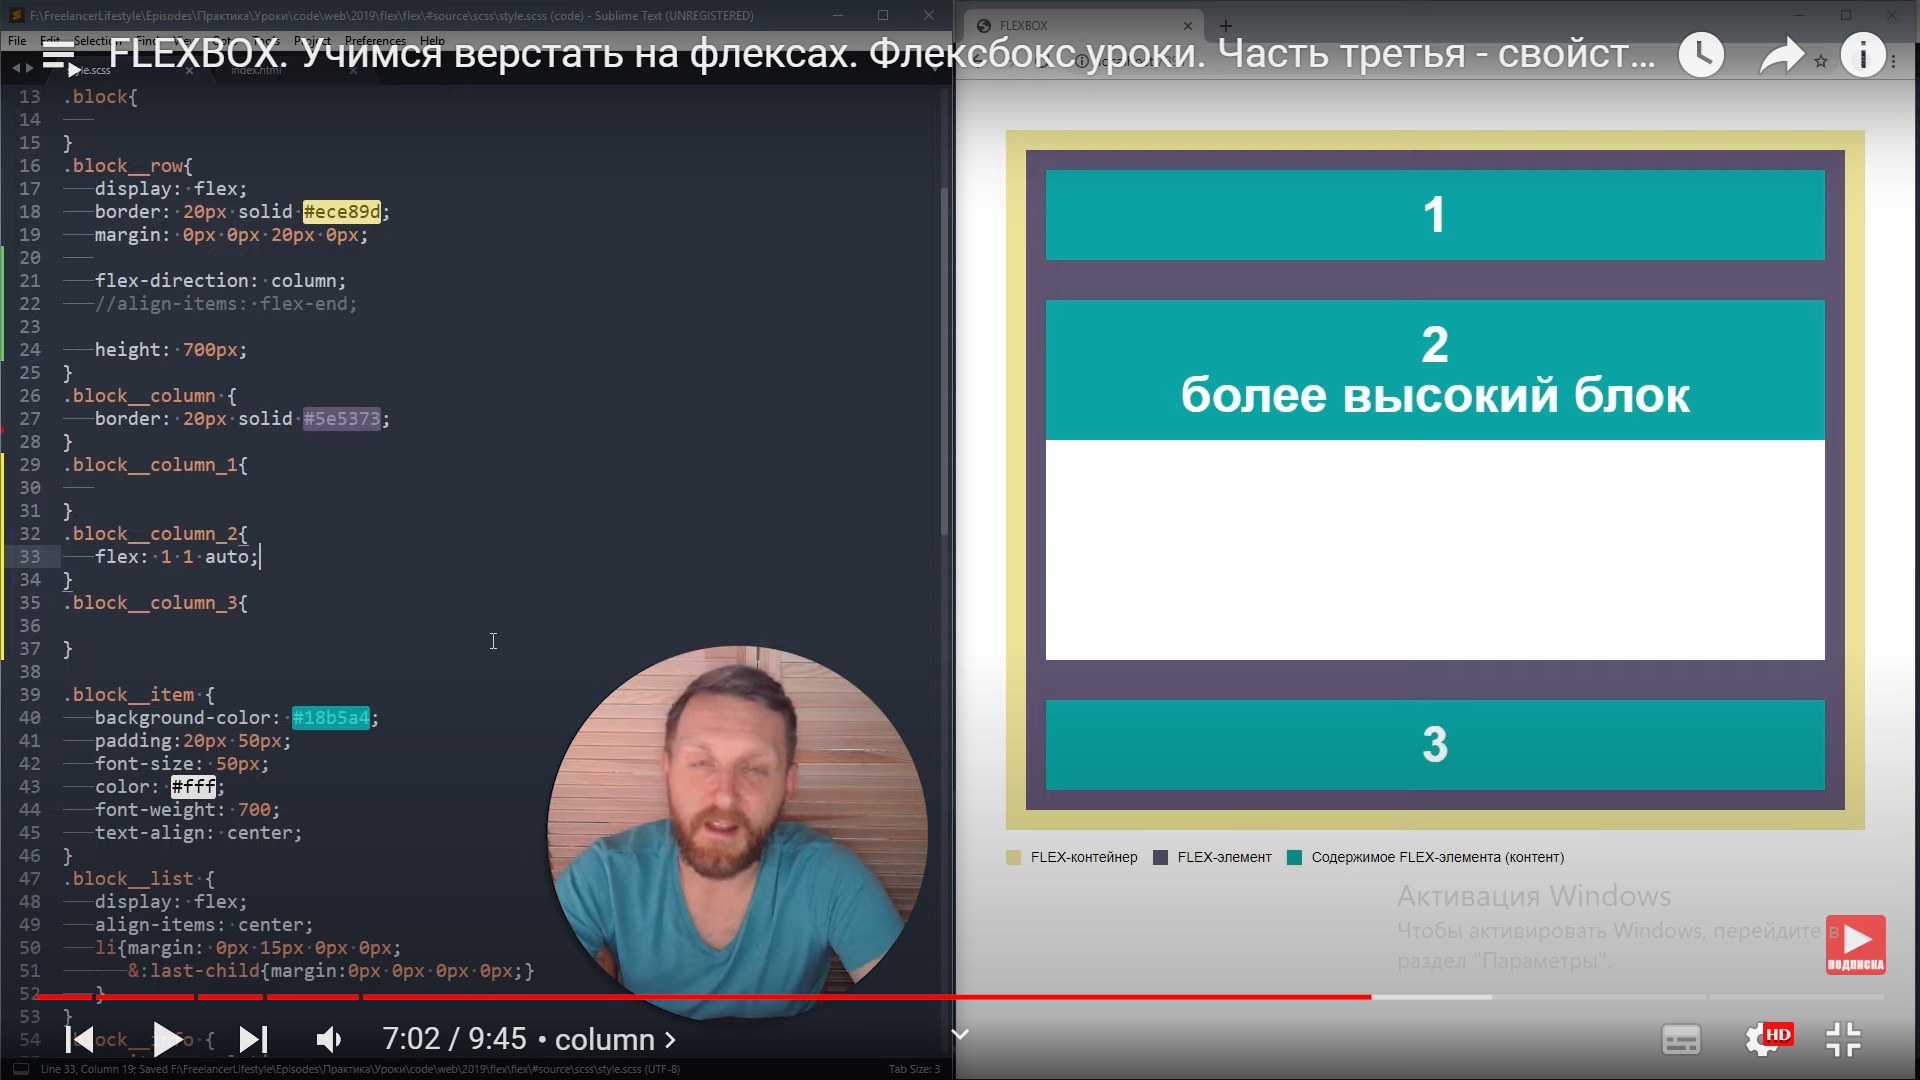 F:\FreelancerLifestyle\Episodes\Практика\Уроки\code\web\2019\flex\flex\#source\scss\style.scss (code) - Sublime Text (UNREGISTERED)
FLEXBOX
File Edit Selection Find View Goto Tools Project Preferences Help
FLEXBOX. Учимся верстать на флексах. Флексбокс уроки. Часть третья - свойст...
style.scss
index.html
13 .block{
14
15 }
16 .block__row{
17 display: flex;
18 border: 20px solid #ece89d;
19 margin: 0px 0px 20px 0px;
20
21 flex-direction: column;
22 //align-items: flex-end;
23
24 height: 700px;
25 }
26 .block__column {
27 border: 20px solid #5e5373;
28 }
29 .block__column_1{
30
31 }
32 .block__column_2{
33 flex: 1 1 auto;
34 }
35 .block__column_3{
36
37 }
38
39 .block__item {
40 background-color: #18b5a4;
41 padding:20px 50px;
42 font-size: 50px;
43 color: #fff;
44 font-weight: 700;
45 text-align: center;
46 }
47 .block__list {
48 display: flex;
49 align-items: center;
50 li{margin: 0px 15px 0px 0px;
51 &:last-child{margin:0px 0px 0px 0px;}
52 }
53 }
54
1
2
более высокий блок
3
FLEX-контейнер FLEX-элемент Содержимое FLEX-элемента (контент)
Активация Windows
Чтобы активировать Windows, перейдите в
раздел "Параметры".
ПОДПИСКА
7:02 / 9:45 • column
HD
Line 33, Column 19; Saved F:\FreelancerLifestyle\Episodes\Практика\Уроки\code\web\2019\flex\flex\#source\scss\style.scss (UTF-8)
Tab Size: 3